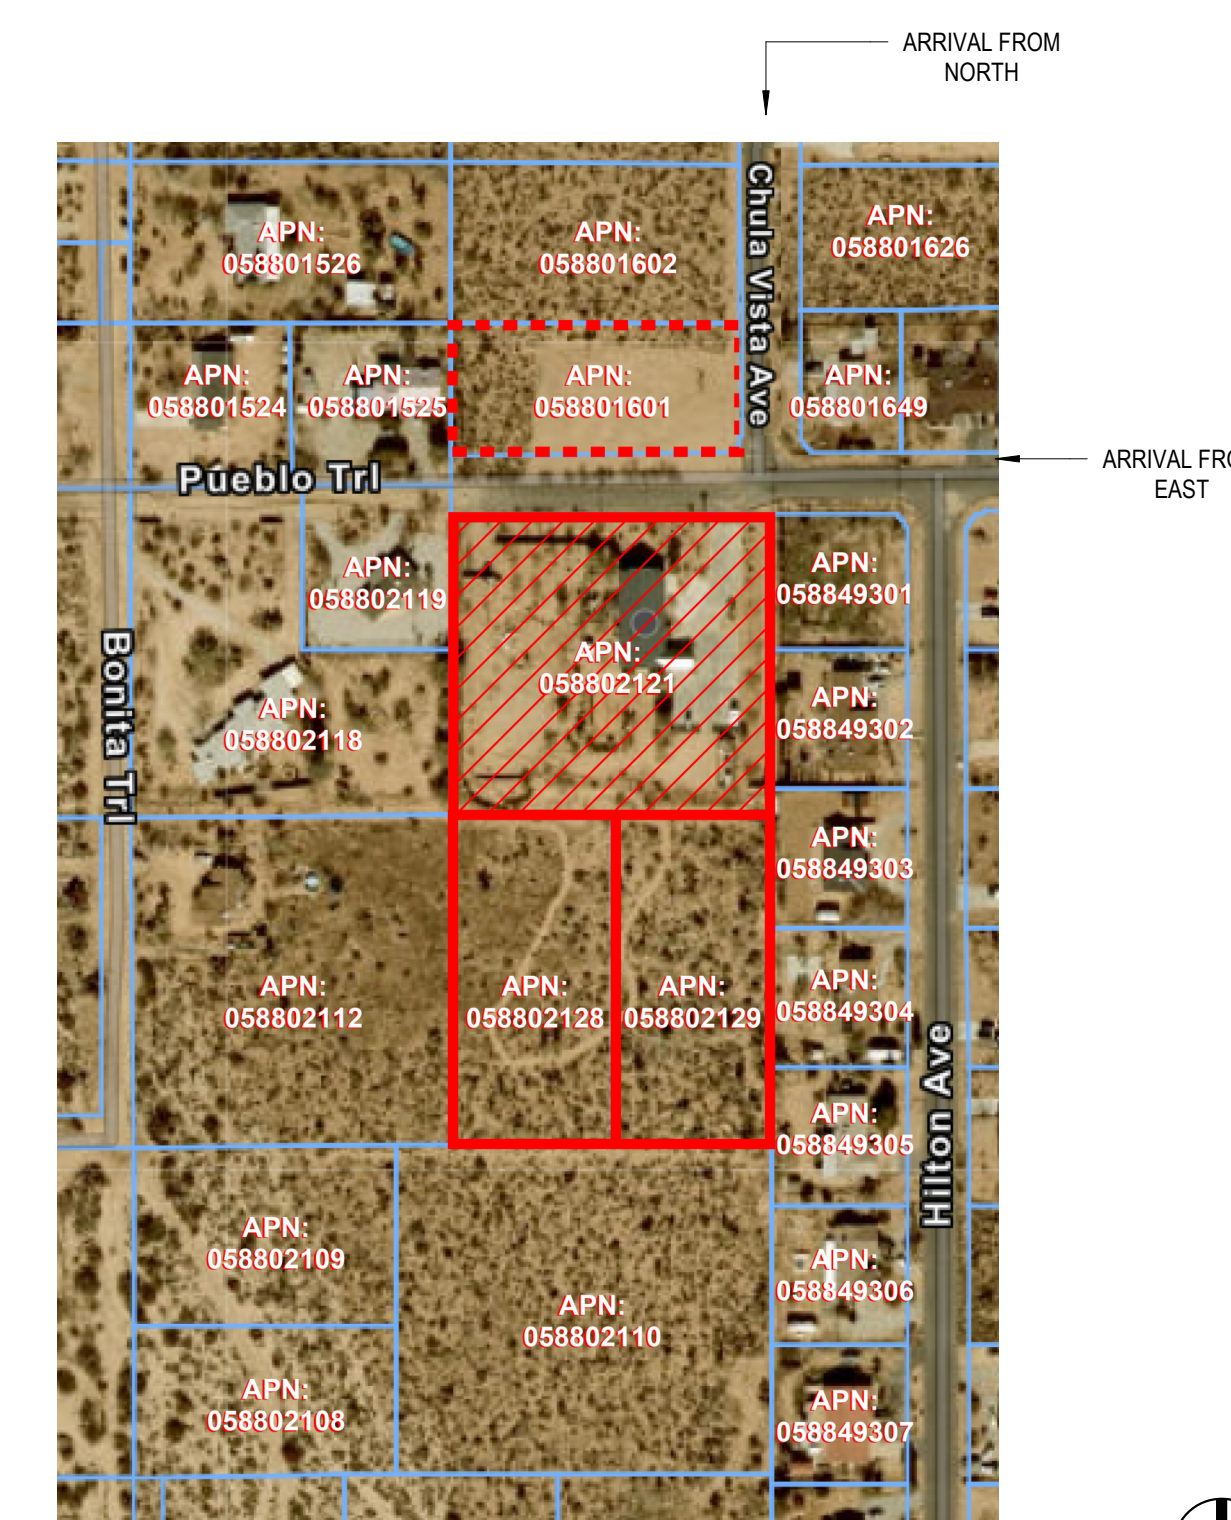 ARRIVAL FROM
NORTH
Chula Vista Ave
APN:
058801526
APN:
058801602
APN:
058801626
APN:
058801524
APN:
058801525
APN:
058801601
APN:
058801649
ARRIVAL FRO
EAST
Pueblo Trl
APN:
058802119
APN:
058849301
APN:
058802121
Bonita Trl
APN:
058802118
APN:
058849302
APN:
058849303
APN:
058802112
APN:
058802128
APN:
058802129
APN:
058849304
Hilton Ave
APN:
058849305
APN:
058802109
APN:
058849306
APN:
058802110
APN:
058802108
APN:
058849307